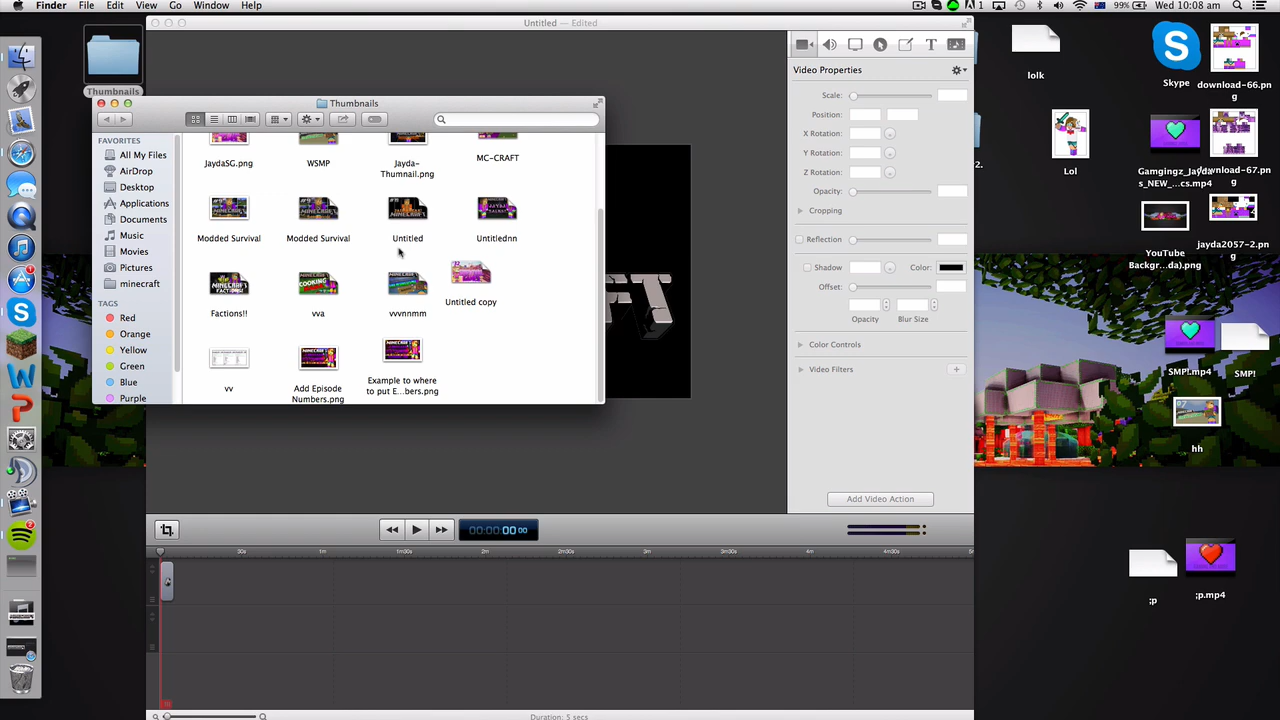 Finder File Edit View Go Window Help
1 99% Wed 10:08 am
Untitled — Edited
Thumbnails
Thumbnails
FAVORITES
All My Files
AirDrop
Desktop
Applications
Documents
Music
Movies
Pictures
minecraft
TAGS
Red
Orange
Yellow
Green
Blue
Purple
JaydaSG.png
WSMP
Jayda-
Thumnail.png
MC-CRAFT
Modded Survival
Modded Survival
Untitled
Untitlednn
Factions!!
vva
vvvnnmm
Untitled copy
vv
Add Episode
Numbers.png
Example to where
to put E...bers.png
Video Properties
Scale:
Position:
X Rotation:
Y Rotation:
Z Rotation:
Opacity:
Cropping
Reflection
Shadow
Color:
Offset:
Opacity Blur Size
Color Controls
Video Filters
Add Video Action
00:00:00 00
30s 1m 1m30s 2m 2m30s 3m 3m30s 4m 4m30s
Duration: 5 secs
lolk
Skype
download-66.pn
g
Lol
Gamgingz_Jayda
s_NEW_...cs.mp4
download-67.pn
g
YouTube
Backgr...da).png
jayda2057-2.pn
g
SMP!.mp4
SMP!
hh
;p
;p.mp4